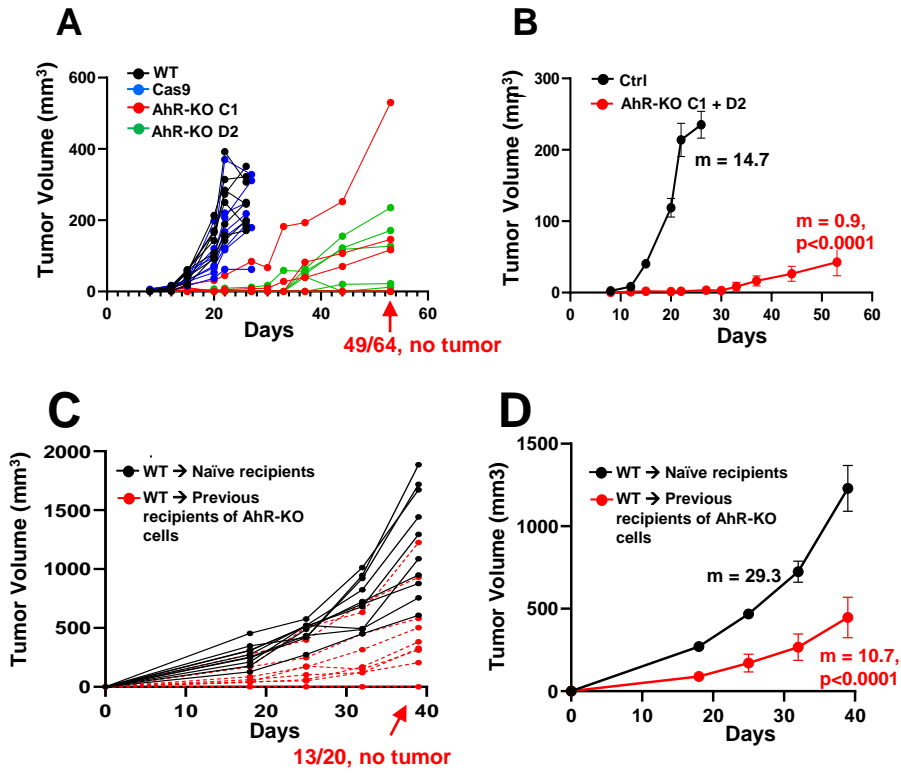 A
Tumor Volume (mm³)
600
400
200
0
0
20
40
60
Days
WT
Cas9
AhR-KO C1
AhR-KO D2
49/64, no tumor
B
Tumor Volume (mm³)
300
200
100
0
0
10
20
30
40
50
60
Days
Ctrl
AhR-KO C1 + D2
m = 14.7
m = 0.9,
p<0.0001
C
Tumor Volume (mm³)
2000
1500
1000
500
0
0
10
20
30
40
Days
WT → Naïve recipients
WT → Previous
recipients of AhR-KO
cells
13/20, no tumor
D
Tumor Volume (mm3)
1500
1000
500
0
0
10
20
30
40
Days
WT → Naïve recipients
WT → Previous
recipients of AhR-KO
cells
m = 29.3
m = 10.7,
p<0.0001